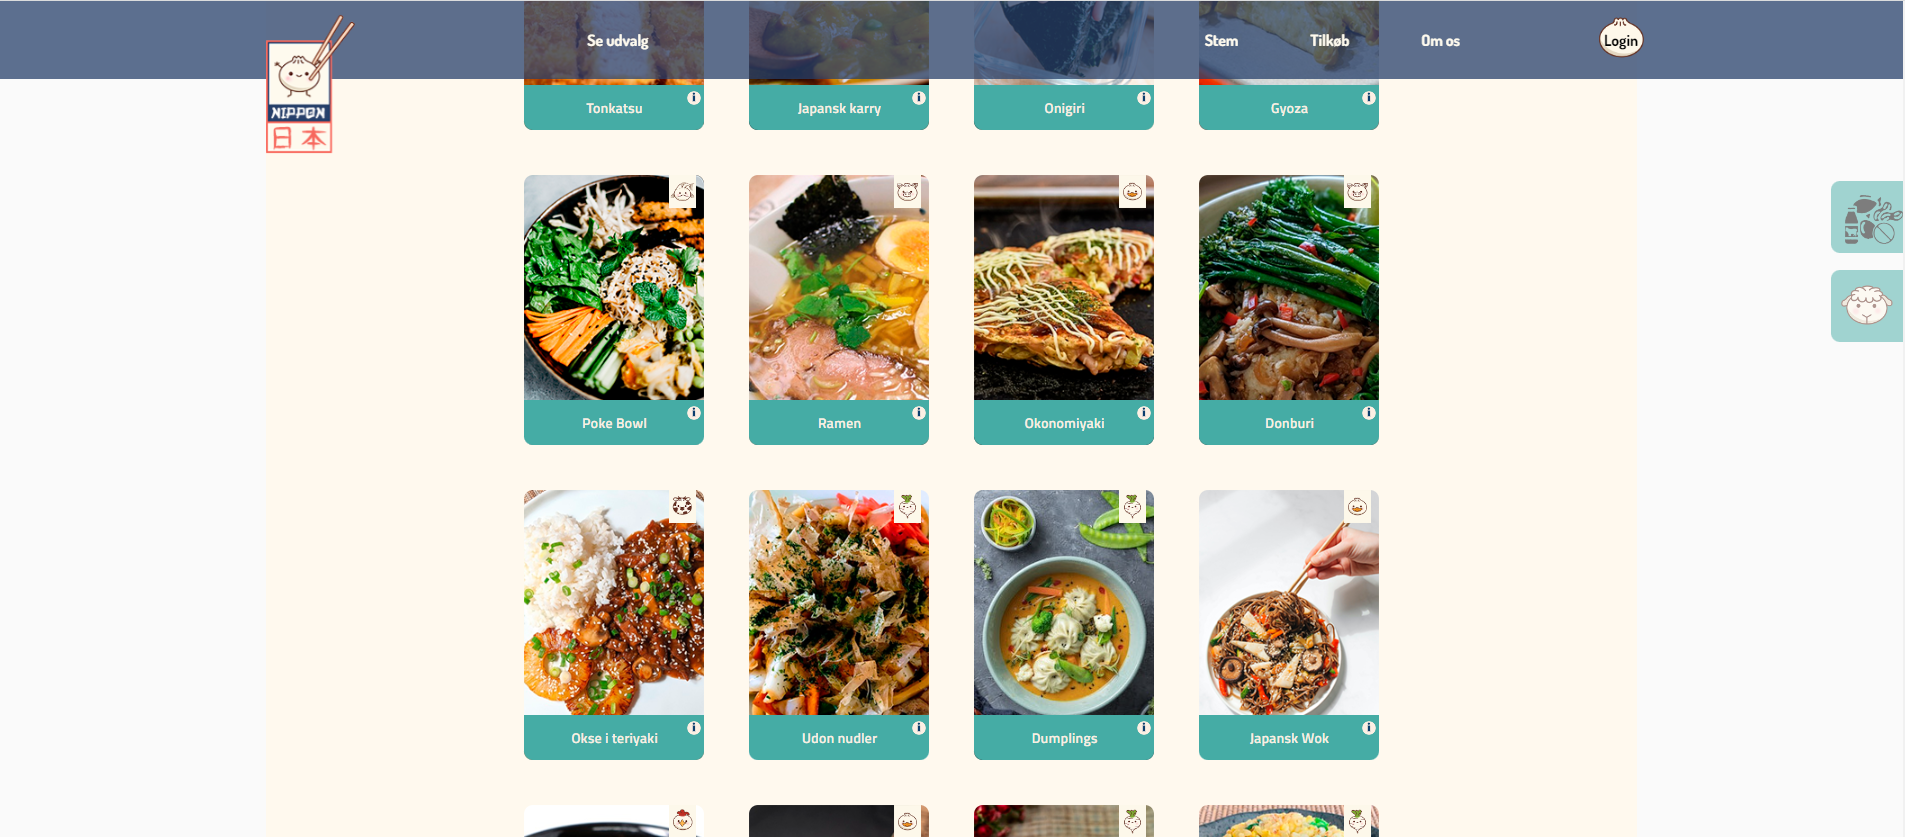 Se udvalg
Stem
Tilkøb
Om os
Login
NIPPON
日本
Tonkatsu
Japansk karry
Onigiri
Gyoza
Poke Bowl
Ramen
Okonomiyaki
Donburi
Okse i teriyaki
Udon nudler
Dumplings
Japansk Wok